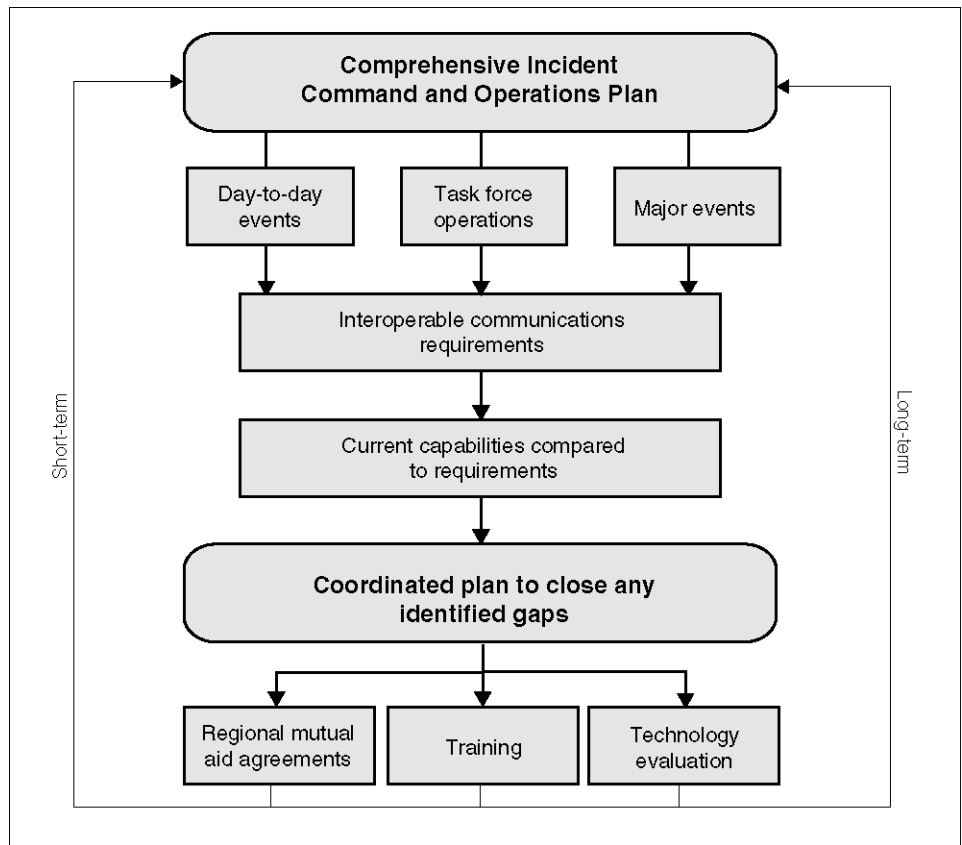 Comprehensive Incident
Command and Operations Plan
Day-to-day
events
Task force
operations
Major events
Interoperable communications
requirements
Current capabilities compared
to requirements
Short-term
Long-term
Coordinated plan to close any
identified gaps
Regional mutual
aid agreements
Training
Technology
evaluation